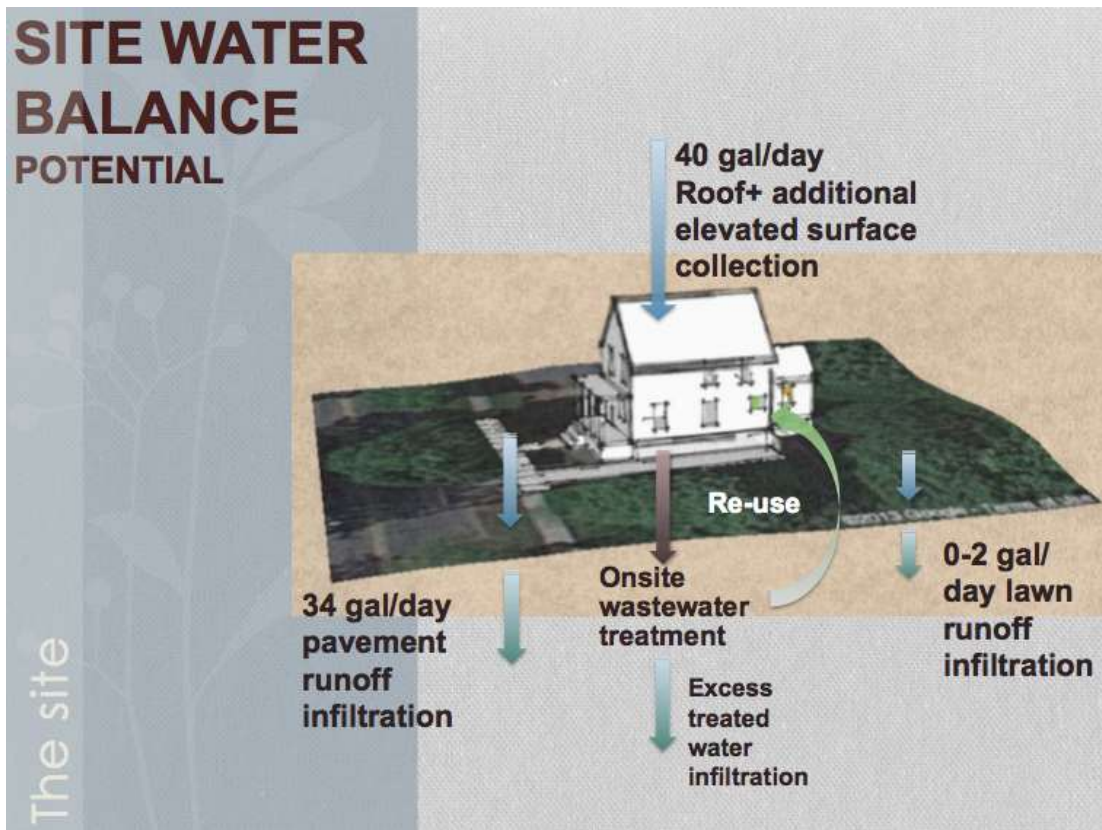 SITE WATER
BALANCE
POTENTIAL
40 gal/day
Roof+ additional
elevated surface
collection
Re-use
34 gal/day
pavement
runoff
infiltration
Onsite
wastewater
treatment
0-2 gal/
day lawn
runoff
infiltration
Excess
treated
water
infiltration
The site